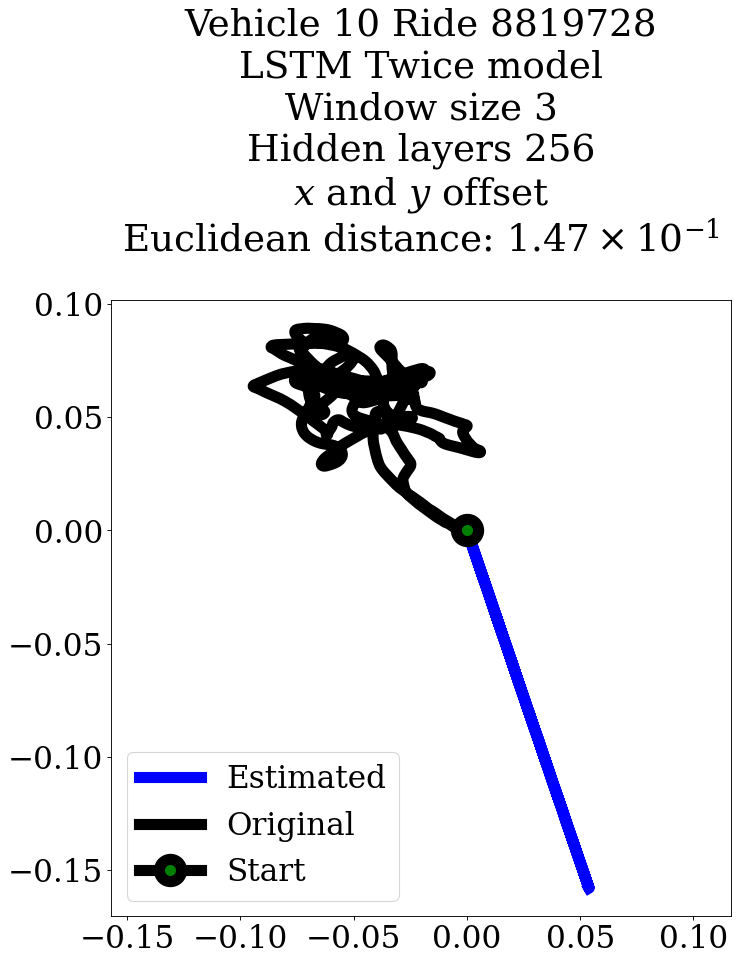 Vehicle 10 Ride 8819728
LSTM Twice model
Window size 3
Hidden layers 256
x and y offset
Euclidean distance: 1.47 × 10⁻¹
0.10
0.05
0.00
−0.05
−0.10
−0.15
Estimated
Original
Start
−0.15 −0.10 −0.05 0.00 0.05 0.10